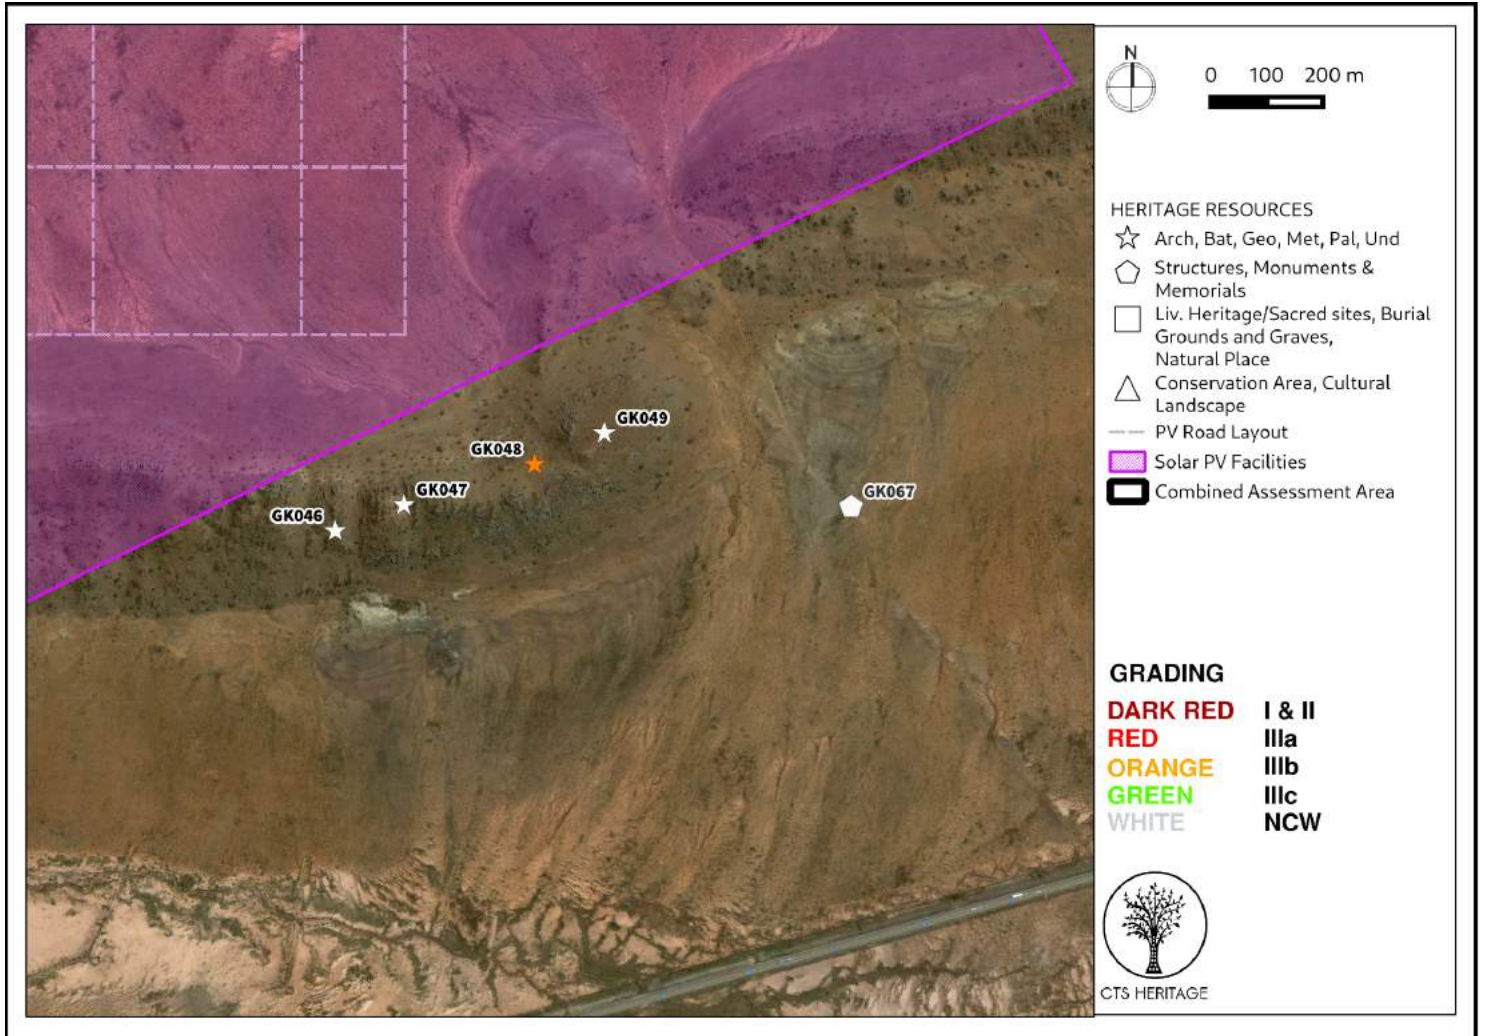 N
0 100 200 m
HERITAGE RESOURCES
Arch, Bat, Geo, Met, Pal, Und
Structures, Monuments &
Memorials
Liv. Heritage/Sacred sites, Burial
Grounds and Graves,
Natural Place
Conservation Area, Cultural
Landscape
PV Road Layout
Solar PV Facilities
Combined Assessment Area
GK049
GK048
GK047
GK067
GK046
GRADING
DARK RED I & II
RED IIIa
ORANGE IIIb
GREEN IIIc
WHITE NCW
CTS HERITAGE